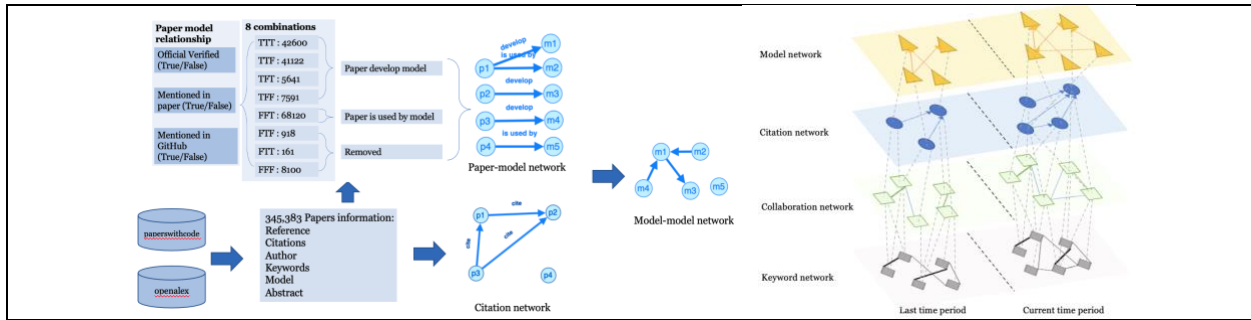 Paper model
relationship
Official Verified
(True/False)
Mentioned in
paper (True/False)
Mentioned in
GitHub
(True/False)
8 combinations
TTT : 42600
TTF : 41122
TFT : 5641
TFF : 7591
FFT : 68120
FTF : 918
FTT : 161
FFF : 8100
Paper develop model
Paper is used by model
Removed
develop
is used by
develop
develop
is used by
p1
p2
p3
p4
m1
m2
m3
m4
m5
Paper-model network
paperswithcode
openalex
345,383 Papers information:
Reference
Citations
Author
Keywords
Model
Abstract
cite
cite
cite
p1
p2
p3
p4
Citation network
m1
m2
m4
m3
m5
Model-model network
Model network
Citation network
Collaboration network
Keyword network
Last time period
Current time period